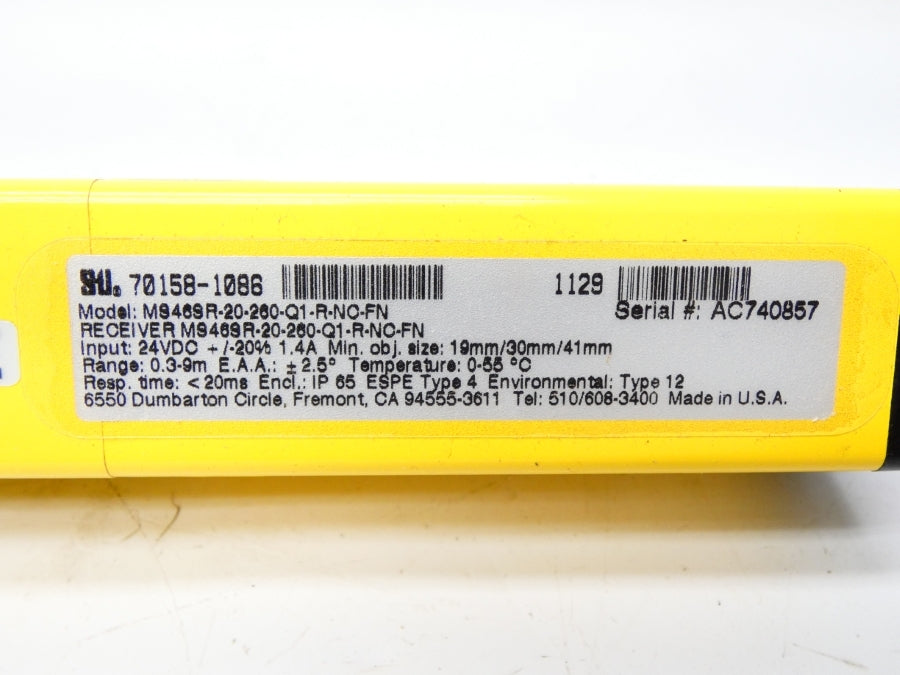 STI® 70158-1086 1129
Model: MS46SR-20-260-Q1-R-NC-FN Serial #: AC740857
RECEIVER MS46SR-20-260-Q1-R-NC-FN
Input: 24VDC +/-20% 1.4A Min. obj. size: 19mm/30mm/41mm
Range: 0.3-9m E.A.A.: ± 2.5° Temperature: 0-55 °C
Resp. time: < 20ms Encl.: IP 65 ESPE Type 4 Environmental: Type 12
6550 Dumbarton Circle, Fremont, CA 94555-3611 Tel: 510/608-3400 Made in U.S.A.